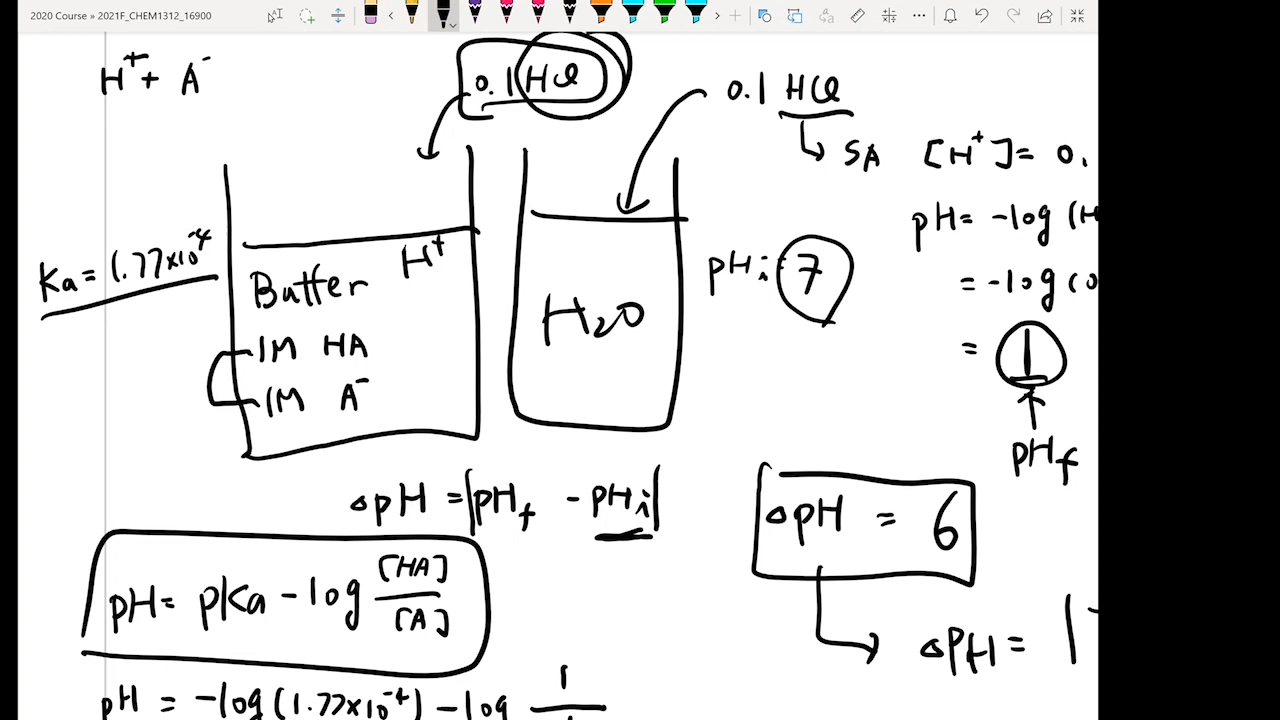 2020 Course » 2021F_CHEM1312_16900
H⁺ + A⁻
0.1 HCl
0.1 HCl
SA
[H⁺] = 0.
pH = -log (H
= -log (0
= 1
pHf
Ka = 1.77×10⁻⁴
Buffer H⁺
1M HA
1M A⁻
H₂O
pHi = 7
ΔpH = |pHf - pHi|
ΔpH = 6
ΔpH = |
pH = pKa - log [HA]/[A]
pH = -log (1.77×10⁻⁴) - log 1